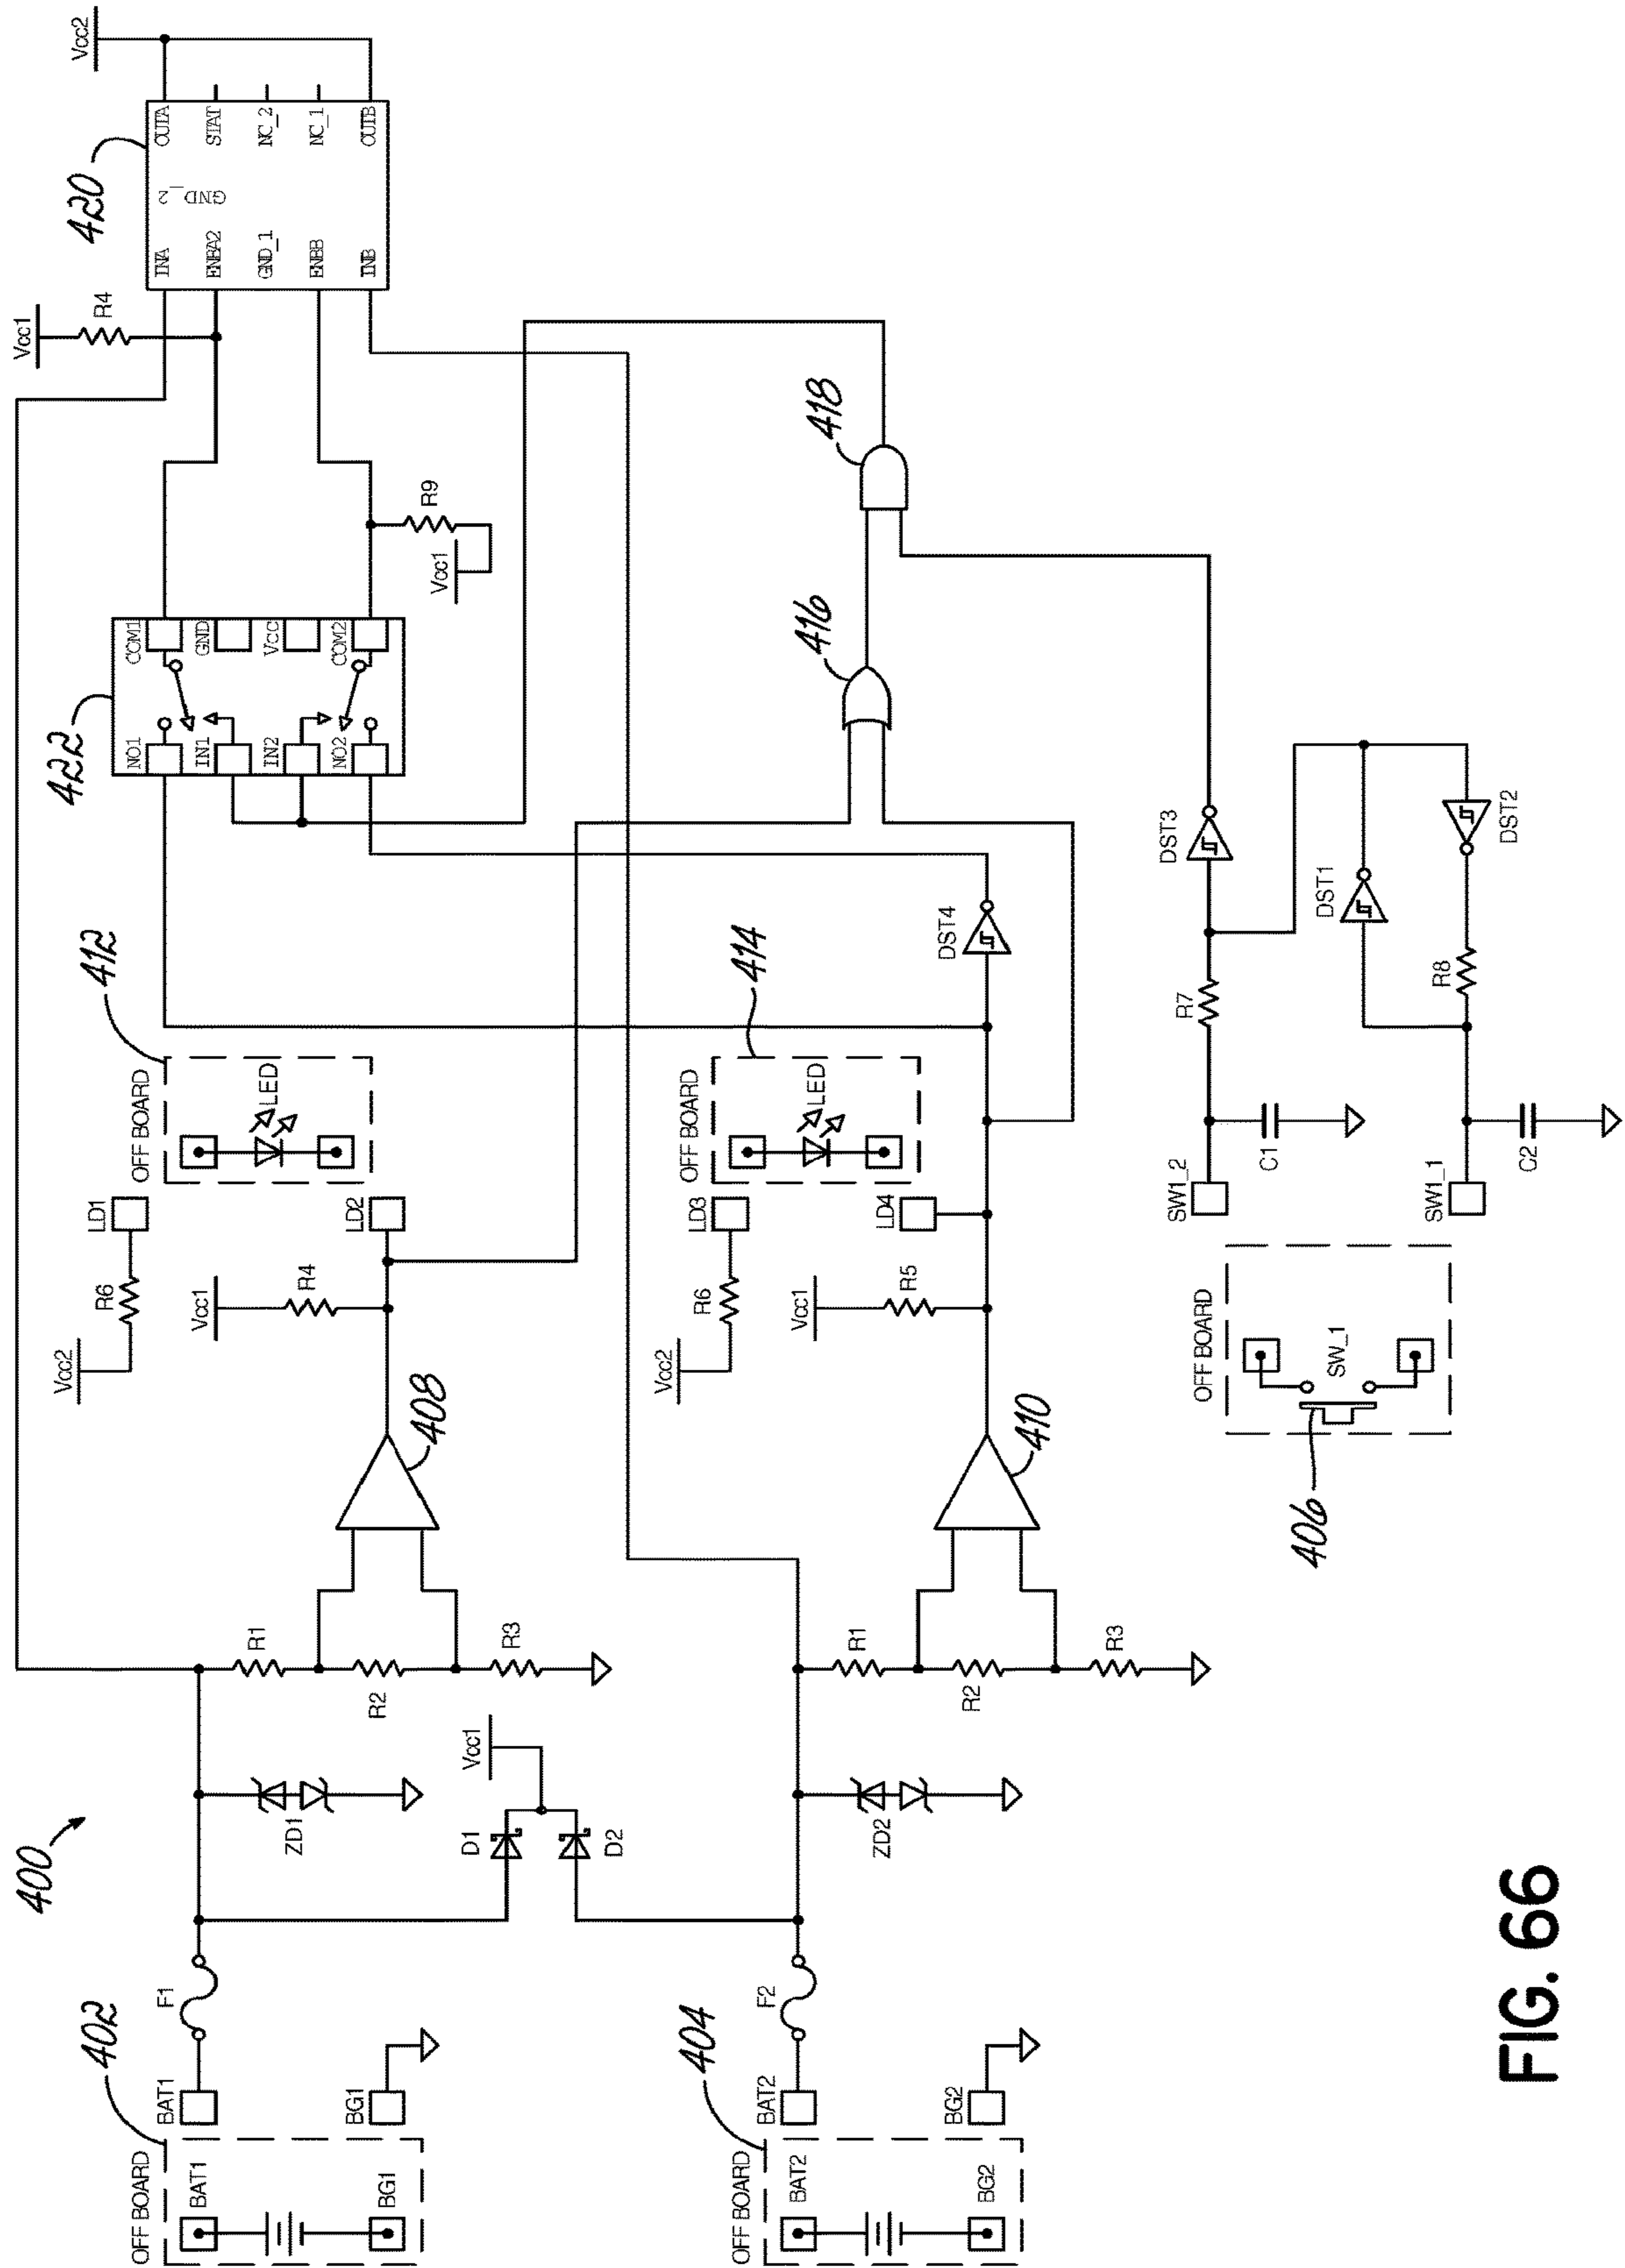 Vcc2
420
OUTA
STAT
NC_2
NC_1
OUTB
GND_2
INA
ENBA2
GND_1
ENBB
INB
Vcc1
R4
422
COM1
GND
VCC
COM2
NO1
IN1
IN2
NO2
R9
Vcc1
418
416
412
OFF BOARD
LED
414
OFF BOARD
LED
DST4
DST3
DST1
DST2
R7
R8
LD1
R6
Vcc2
LD2
Vcc1
R4
LD3
R6
Vcc2
LD4
Vcc1
R5
SW1_2
C1
SW1_1
C2
OFF BOARD
SW_1
406
408
410
R1
R2
R3
R1
R2
R3
400
ZD1
Vcc1
D1
D2
ZD2
402
F1
BAT1
BG1
OFF BOARD
BAT1
BG1
404
F2
BAT2
BG2
OFF BOARD
BAT2
BG2
FIG. 66